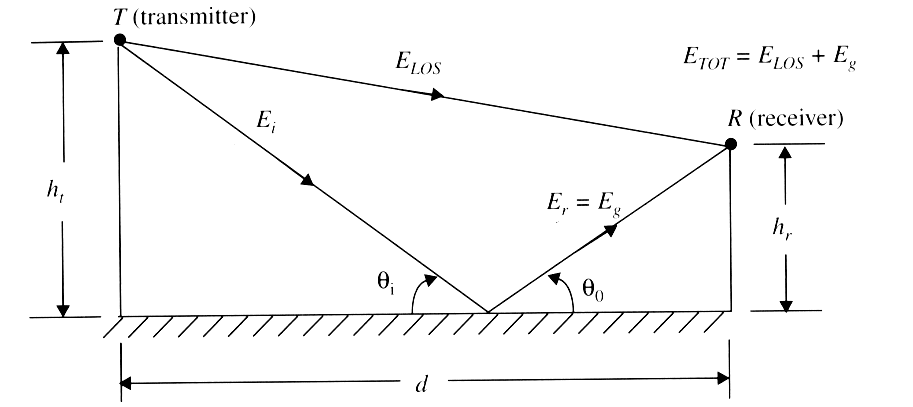 T (transmitter)
E_LOS
E_TOT = E_LOS + E_g
E_i
R (receiver)
h_t
E_r = E_g
h_r
θ_i
θ_0
d